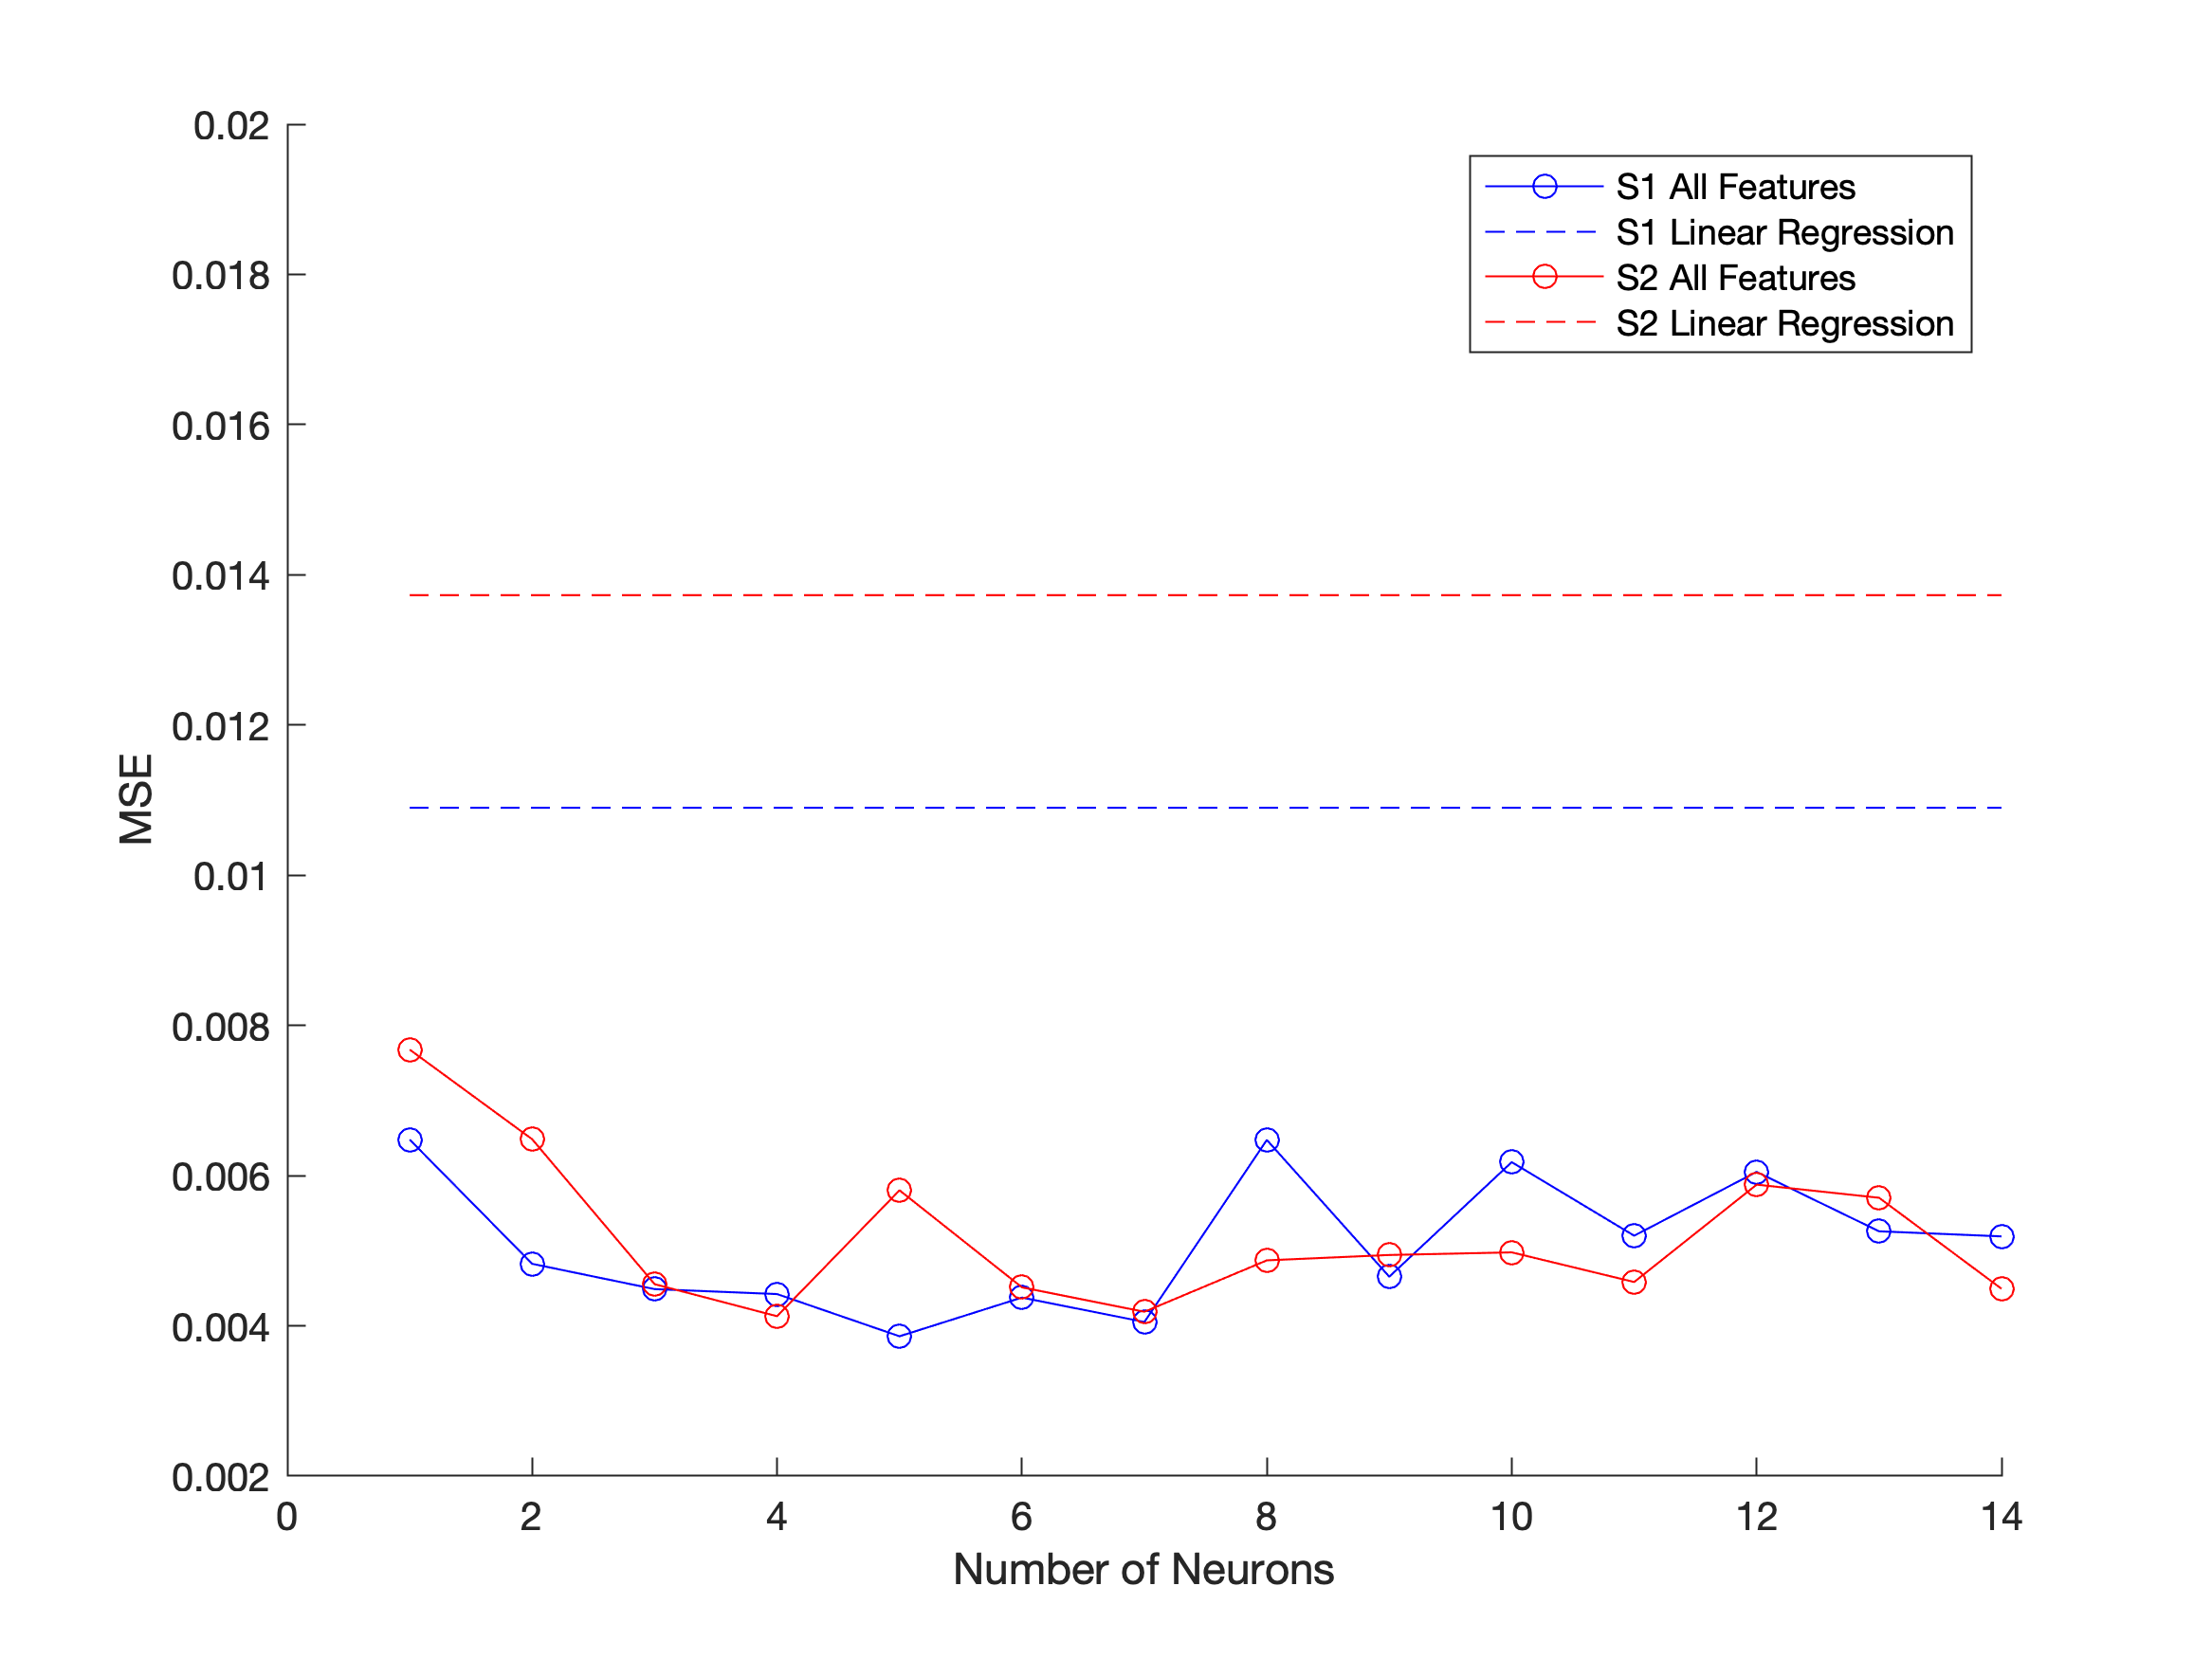 0.02
0.018
0.016
0.014
0.012
0.01
0.008
0.006
0.004
0.002
MSE
S1 All Features
S1 Linear Regression
S2 All Features
S2 Linear Regression
0 2 4 6 8 10 12 14
Number of Neurons